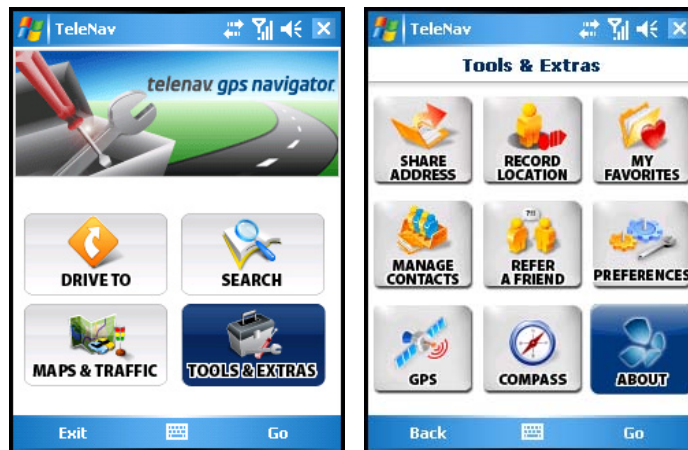 TeleNav
telenav gps navigator
DRIVE TO
SEARCH
MAPS & TRAFFIC
TOOLS & EXTRAS
Exit
Go
TeleNav
Tools & Extras
SHARE
ADDRESS
RECORD
LOCATION
MY
FAVORITES
MANAGE
CONTACTS
?!!
REFER
A FRIEND
PREFERENCES
GPS
COMPASS
ABOUT
Back
Go